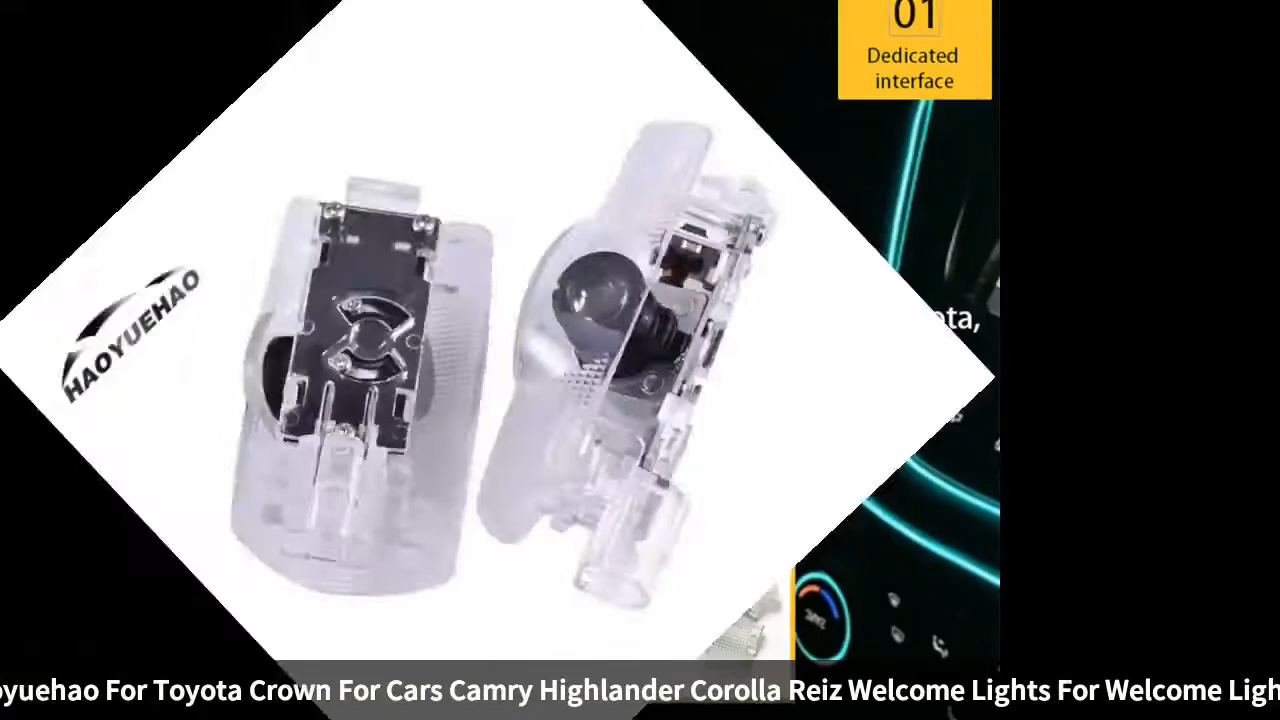 01
Dedicated
interface
HAOYUEHAO
ota,
oyuehao For Toyota Crown For Cars Camry Highlander Corolla Reiz Welcome Lights For Welcome Ligh